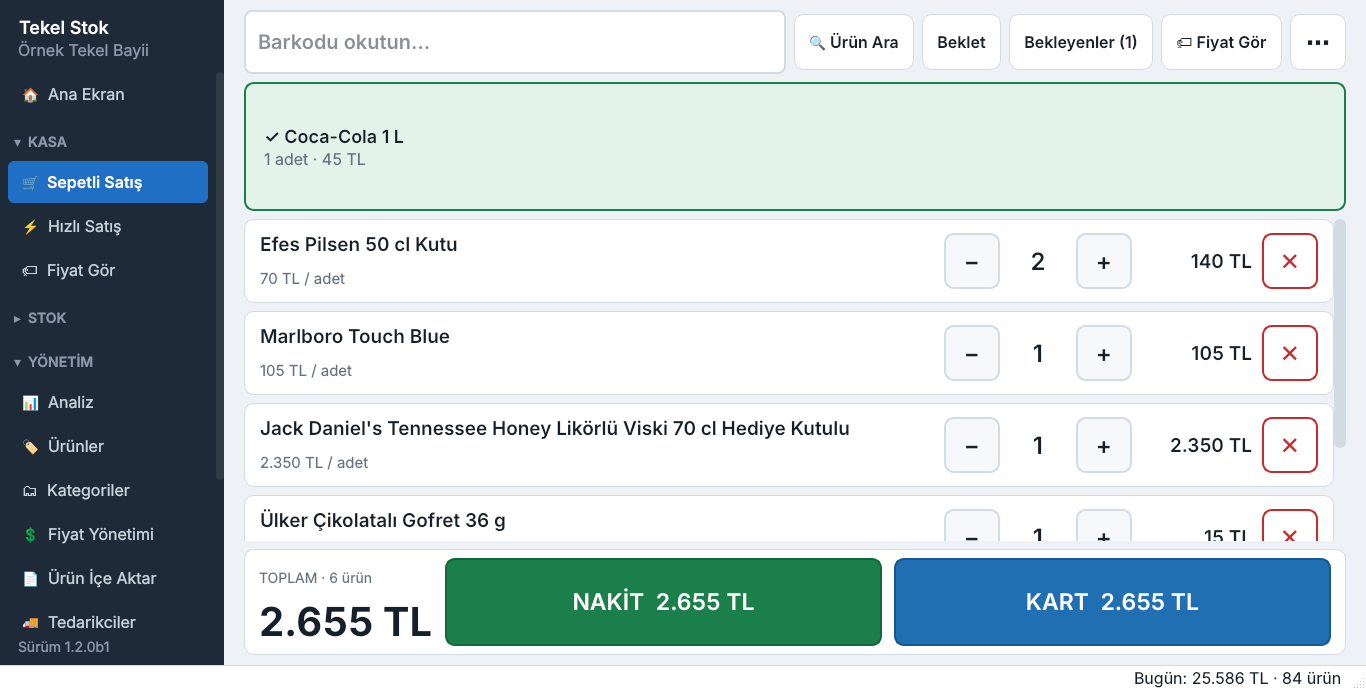 Tekel Stok
Örnek Tekel Bayii
Ana Ekran
KASA
Sepetli Satış
Hızlı Satış
Fiyat Gör
STOK
YÖNETİM
Analiz
Ürünler
Kategoriler
Fiyat Yönetimi
Ürün İçe Aktar
Tedarikciler
Sürüm 1.2.0b1
Barkodu okutun...
Ürün Ara
Beklet
Bekleyenler (1)
Fiyat Gör
⋯
✓ Coca-Cola 1 L
1 adet · 45 TL
Efes Pilsen 50 cl Kutu
70 TL / adet
− 2 + 140 TL ✕
Marlboro Touch Blue
105 TL / adet
− 1 + 105 TL ✕
Jack Daniel's Tennessee Honey Likörlü Viski 70 cl Hediye Kutulu
2.350 TL / adet
− 1 + 2.350 TL ✕
Ülker Çikolatalı Gofret 36 g
− 1 + 15 TL ✕
TOPLAM · 6 ürün
2.655 TL
NAKİT 2.655 TL
KART 2.655 TL
Bugün: 25.586 TL · 84 ürün